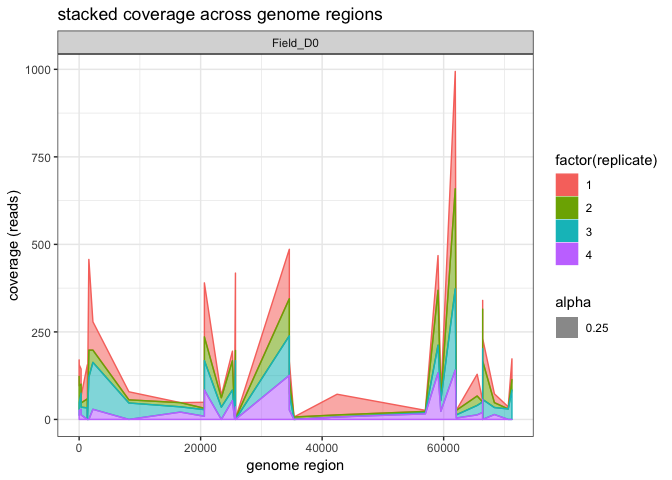 stacked coverage across genome regions
Field_D0
1000
750
500
250
0
coverage (reads)
0
20000
40000
60000
genome region
factor(replicate)
1
2
3
4
alpha
0.25